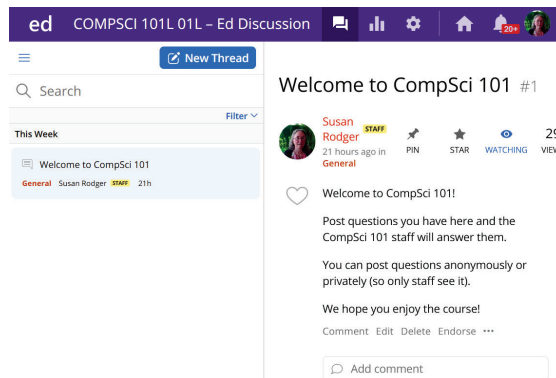 ed COMPSCI 101L 01L – Ed Discussion 20+
New Thread
Search
Filter
This Week
Welcome to CompSci 101
General Susan Rodger STAFF 21h
Welcome to CompSci 101 #1
Susan
Rodger STAFF
21 hours ago in
General
PIN STAR WATCHING
29
VIEW
Welcome to CompSci 101!
Post questions you have here and the
CompSci 101 staff will answer them.
You can post questions anonymously or
privately (so only staff see it).
We hope you enjoy the course!
Comment Edit Delete Endorse •••
Add comment